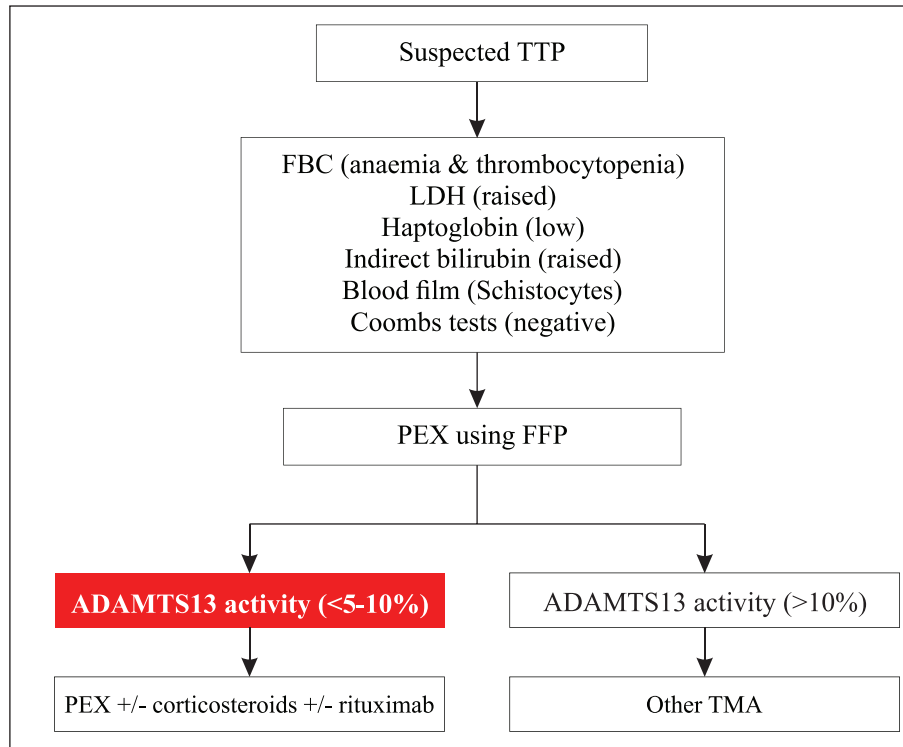 Suspected TTP
FBC (anaemia & thrombocytopenia)
LDH (raised)
Haptoglobin (low)
Indirect bilirubin (raised)
Blood film (Schistocytes)
Coombs tests (negative)
PEX using FFP
ADAMTS13 activity (<5-10%)
ADAMTS13 activity (>10%)
PEX +/- corticosteroids +/- rituximab
Other TMA